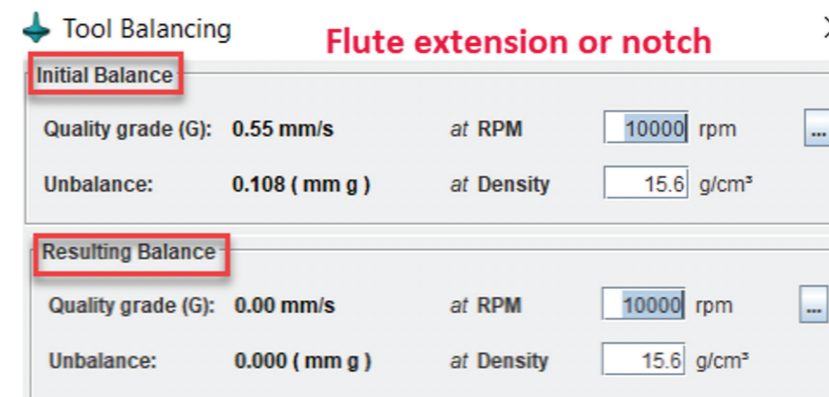 Tool Balancing
Flute extension or notch
Initial Balance
Quality grade (G): 0.55 mm/s at RPM 10000 rpm ...
Unbalance: 0.108 ( mm g ) at Density 15.6 g/cm³
Resulting Balance
Quality grade (G): 0.00 mm/s at RPM 10000 rpm ...
Unbalance: 0.000 ( mm g ) at Density 15.6 g/cm³